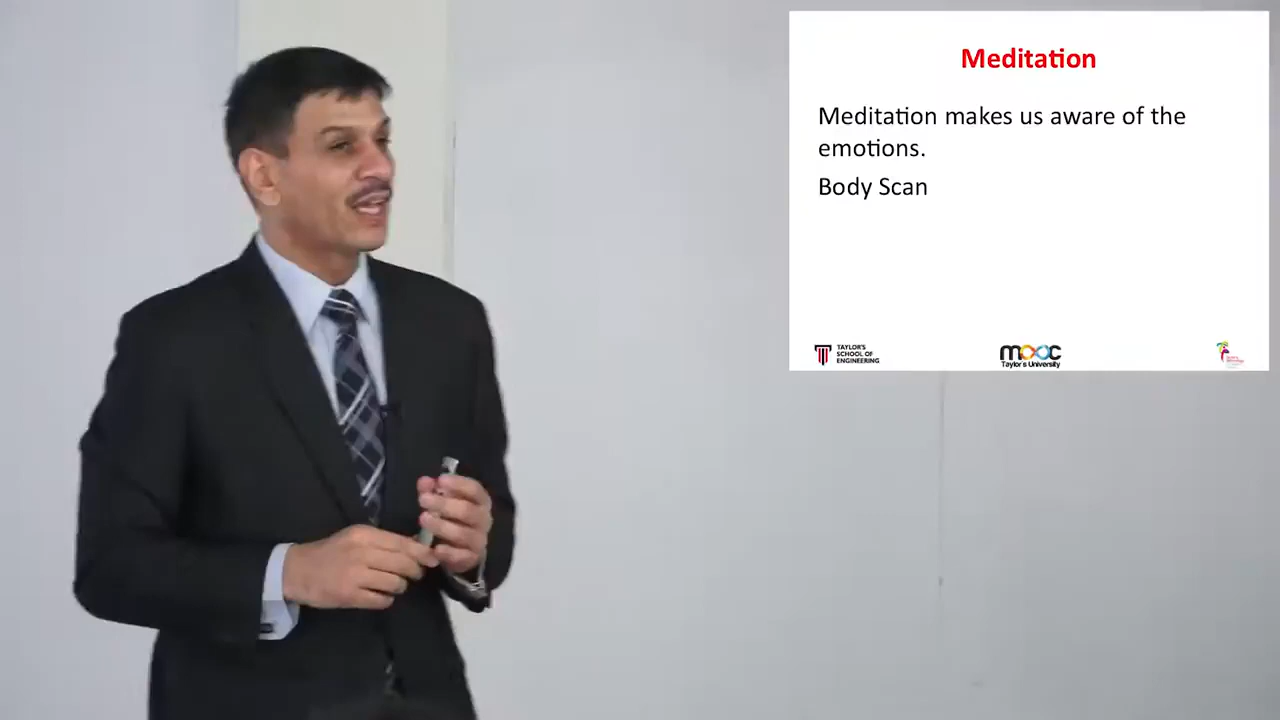 Meditation
Meditation makes us aware of the
emotions.
Body Scan
TAYLOR'S
SCHOOL OF
ENGINEERING
mooc
Taylor's University